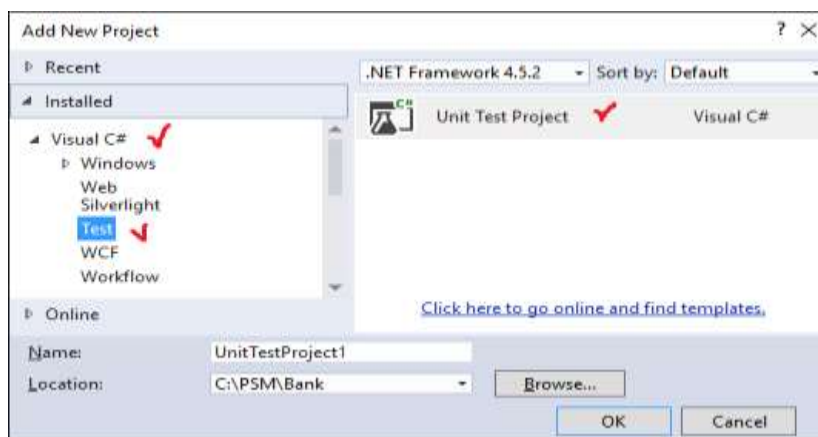 Add New Project
? ×
Recent
.NET Framework 4.5.2 Sort by: Default
Installed
C#
Unit Test Project Visual C#
Visual C#
Windows
Web
Silverlight
Test
WCF
Workflow
Click here to go online and find templates.
Online
Name: UnitTestProject1
Location: C:\PSM\Bank Browse...
OK Cancel